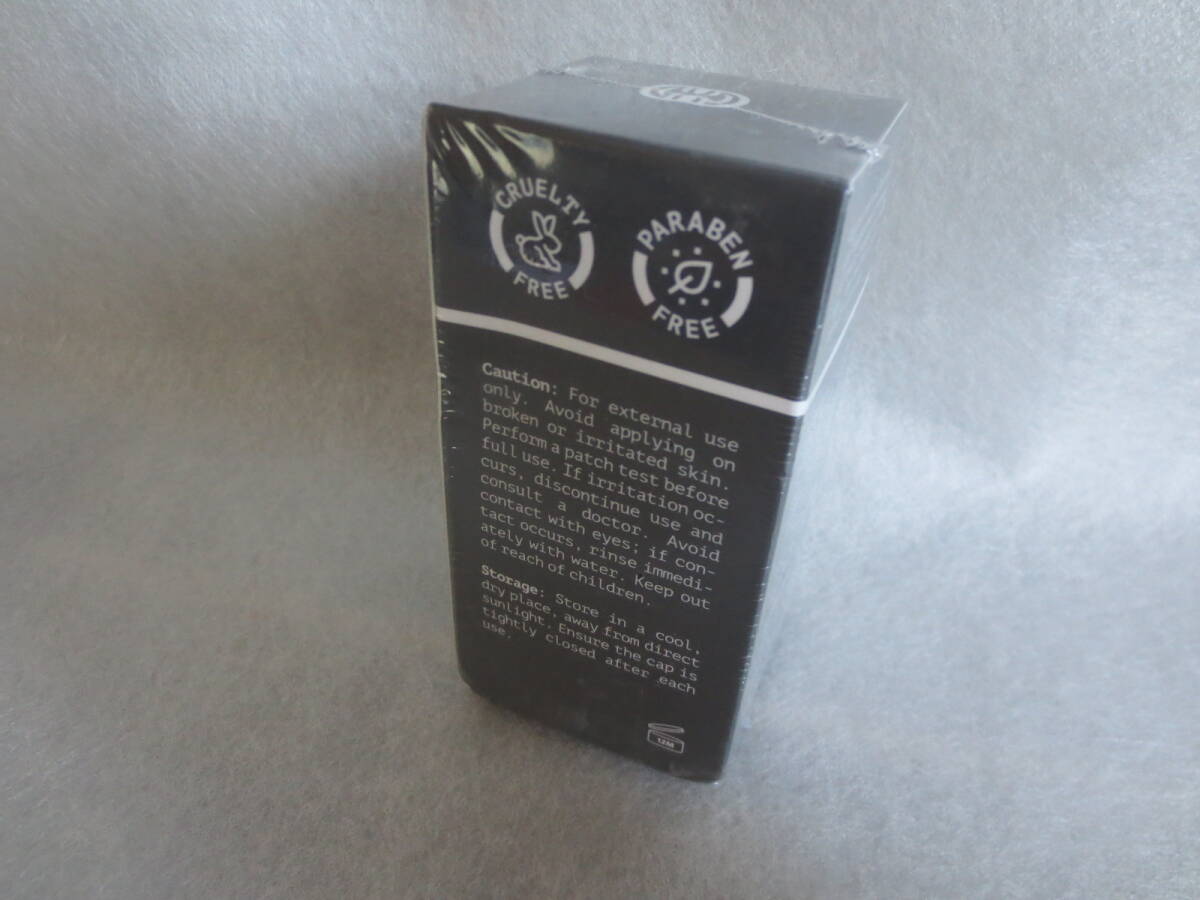 CRUELTY
FREE
PARABEN
FREE
Caution: For external use
only. Avoid applying on
broken or irritated skin.
Perform a patch test before
full use. If irritation oc-
curs, discontinue use and
consult a doctor. Avoid
contact with eyes; if con-
tact occurs, rinse immedi-
ately with water. Keep out
of reach of children.
Storage: Store in a cool,
dry place, away from direct
sunlight. Ensure the cap is
tightly closed after each
use.
12M